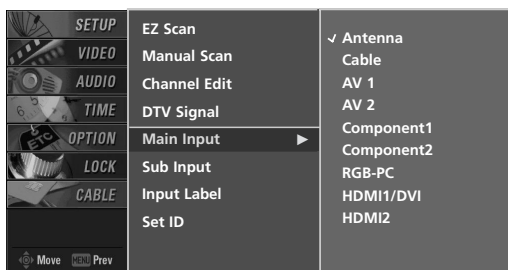 SETUP
VIDEO
AUDIO
TIME
ETC
OPTION
LOCK
CABLE
Move MENU Prev
EZ Scan
Manual Scan
Channel Edit
DTV Signal
Main Input ▶
Sub Input
Input Label
Set ID
✓ Antenna
Cable
AV 1
AV 2
Component1
Component2
RGB-PC
HDMI1/DVI
HDMI2